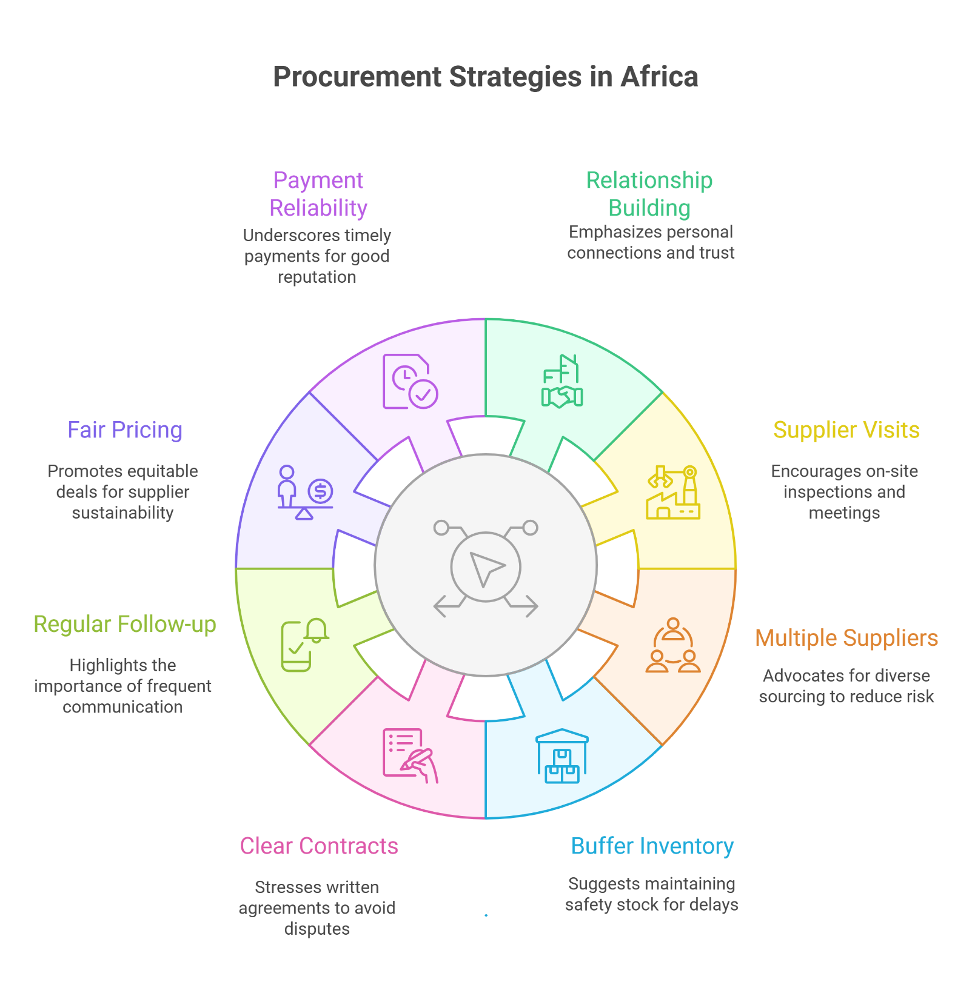 Procurement Strategies in Africa
Payment
Reliability
Underscores timely
payments for good
reputation
Relationship
Building
Emphasizes personal
connections and trust
Fair Pricing
Promotes equitable
deals for supplier
sustainability
Supplier Visits
Encourages on-site
inspections and
meetings
Regular Follow-up
Highlights the
importance of frequent
communication
Multiple Suppliers
Advocates for diverse
sourcing to reduce risk
Clear Contracts
Stresses written
agreements to avoid
disputes
Buffer Inventory
Suggests maintaining
safety stock for delays